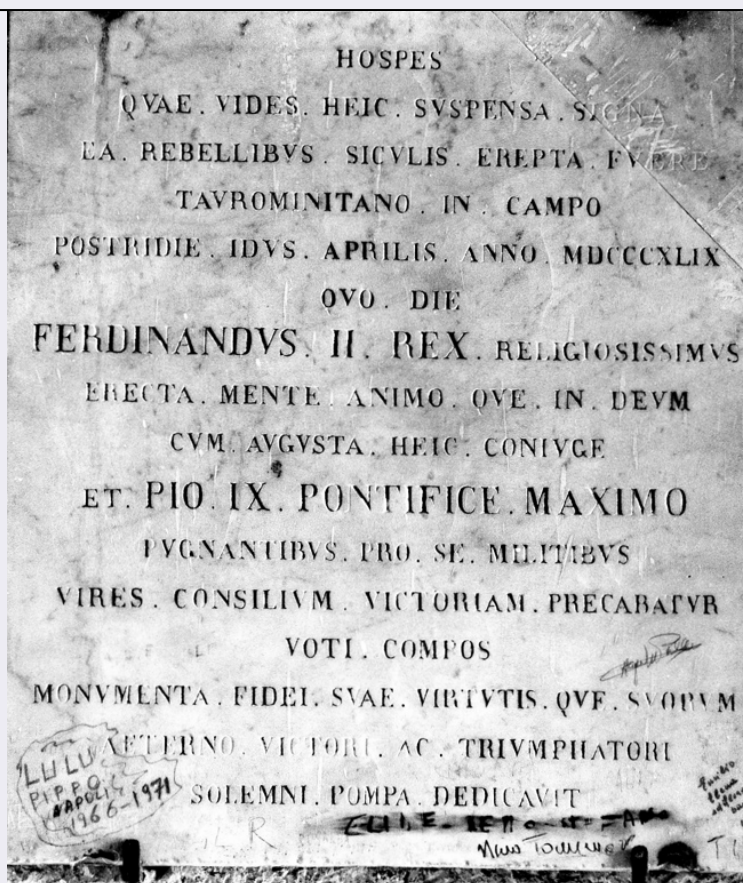 HOSPES
QVAE . VIDES . HEIC . SVSPENSA . SIGNA
EA . REBELLIBVS . SICVLIS . EREPTA . FVERE
TAVROMINITANO . IN . CAMPO
POSTRIDIE . IDVS . APRILIS . ANNO . MDCCCXLIX
QVO . DIE
FERDINANDVS . II . REX . RELIGIOSISSIMVS
ERECTA . MENTE . ANIMO . QVE . IN . DEVM
CVM . AVGVSTA . HEIC . CONIVGE
ET . PIO . IX . PONTIFICE . MAXIMO
PVGNANTIBVS . PRO . SE . MILITIBVS
VIRES . CONSILIVM . VICTORIAM . PRECABATVR
VOTI . COMPOS
MONVMENTA . FIDEI . SVAE . VIRTVTIS . QVE . SVORVM
AETERNO . VICTORI . AC . TRIVMPHATORI
SOLEMNI . POMPA . DEDICAVIT
LULU
PIPPO
NAPOLI
1966-1971
L R